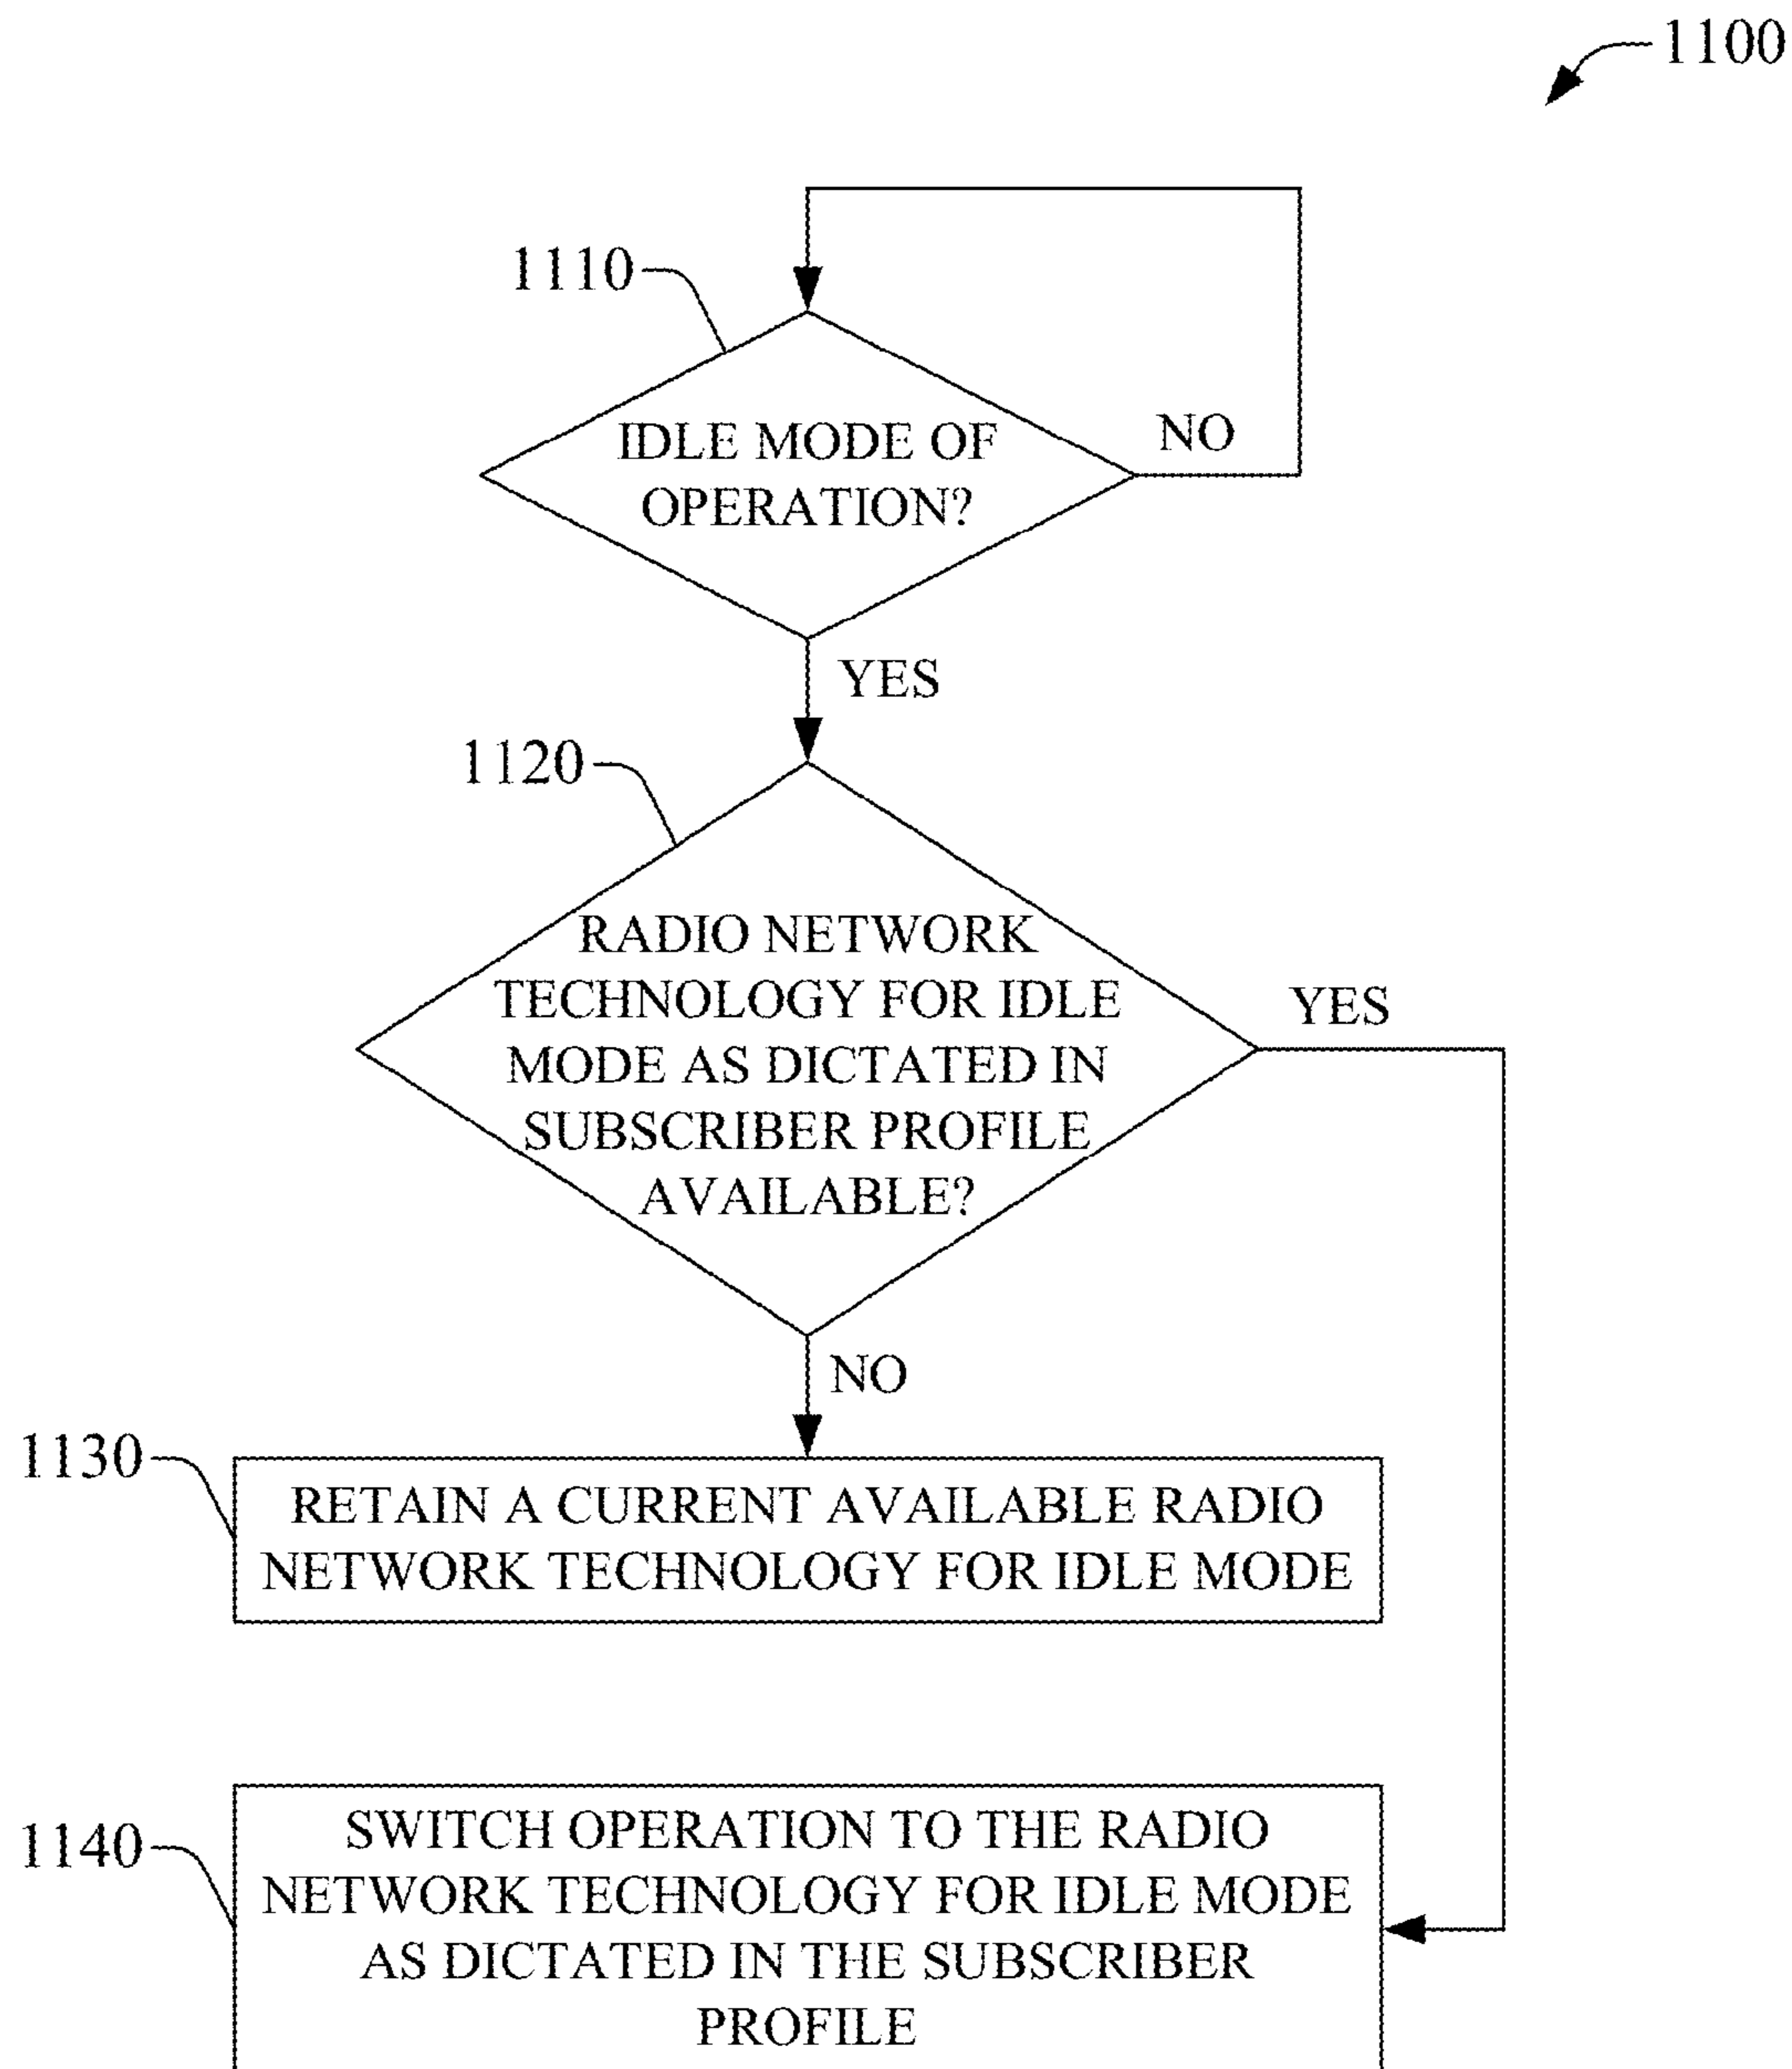 1100
1110
IDLE MODE OF
OPERATION?
NO
YES
1120
RADIO NETWORK
TECHNOLOGY FOR IDLE
MODE AS DICTATED IN
SUBSCRIBER PROFILE
AVAILABLE?
YES
NO
1130
RETAIN A CURRENT AVAILABLE RADIO
NETWORK TECHNOLOGY FOR IDLE MODE
1140
SWITCH OPERATION TO THE RADIO
NETWORK TECHNOLOGY FOR IDLE MODE
AS DICTATED IN THE SUBSCRIBER
PROFILE